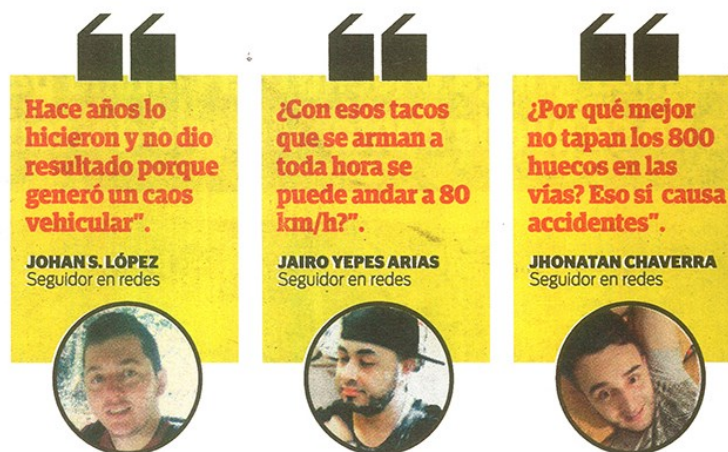 Hace años lo
hicieron y no dio
resultado porque
generó un caos
vehicular".
JOHAN S. LÓPEZ
Seguidor en redes
¿Con esos tacos
que se arman a
toda hora se
puede andar a 80
km/h?".
JAIRO YEPES ARIAS
Seguidor en redes
¿Por qué mejor
no tapan los 800
huecos en las
vías? Eso sí causa
accidentes".
JHONATAN CHAVERRA
Seguidor en redes